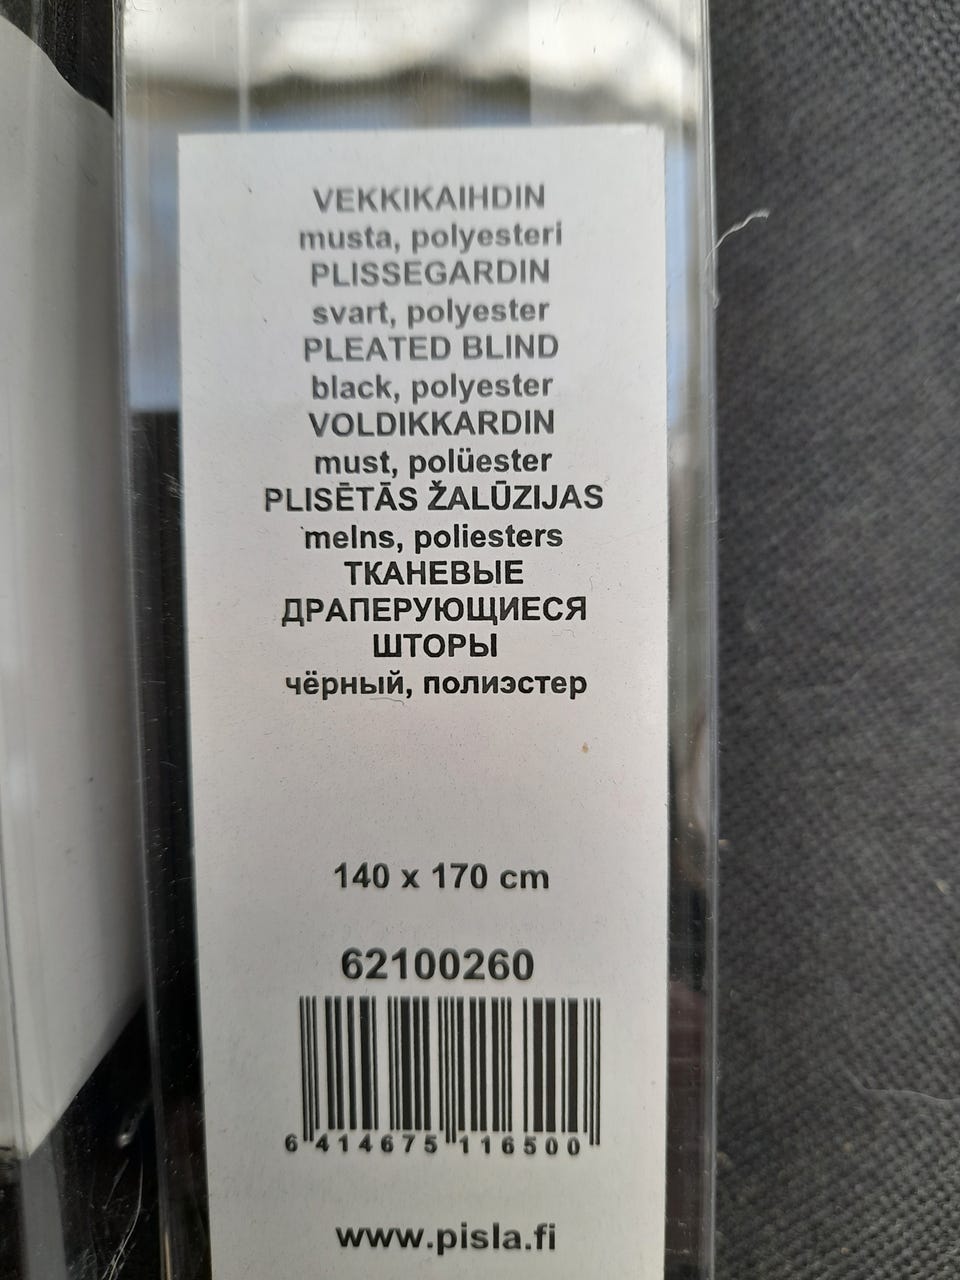 VEKKIKAIHDIN
musta, polyesteri
PLISSEGARDIN
svart, polyester
PLEATED BLIND
black, polyester
VOLDIKKARDIN
must, polüester
PLISĒTĀS ŽALŪZIJAS
melns, poliesters
ТКАНЕВЫЕ
ДРАПЕРУЮЩИЕСЯ
ШТОРЫ
чёрный, полиэстер
140 x 170 cm
62100260
6 414675 116500
www.pisla.fi